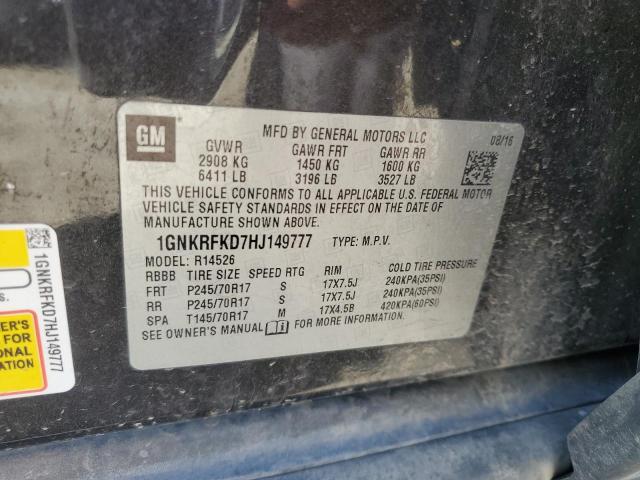 GM
MFD BY GENERAL MOTORS LLC
08/16
GVWR GAWR FRT GAWR RR
2908 KG 1450 KG 1600 KG
6411 LB 3196 LB 3527 LB
THIS VEHICLE CONFORMS TO ALL APPLICABLE U.S. FEDERAL MOTOR
VEHICLE SAFETY STANDARDS IN EFFECT ON THE DATE OF
MANUFACTURE SHOWN ABOVE.
1GNKRFKD7HJ149777 TYPE: M.P.V.
MODEL: R14526
RBBB TIRE SIZE SPEED RTG RIM COLD TIRE PRESSURE
FRT P245/70R17 S 17X7.5J 240KPA(35PSI)
RR P245/70R17 S 17X7.5J 240KPA(35PSI)
SPA T145/70R17 M 17X4.5B 420KPA(60PSI)
SEE OWNER'S MANUAL FOR MORE INFORMATION.
1GNKRFKD7HJ149777
NER'S
FOR
ONAL
ION